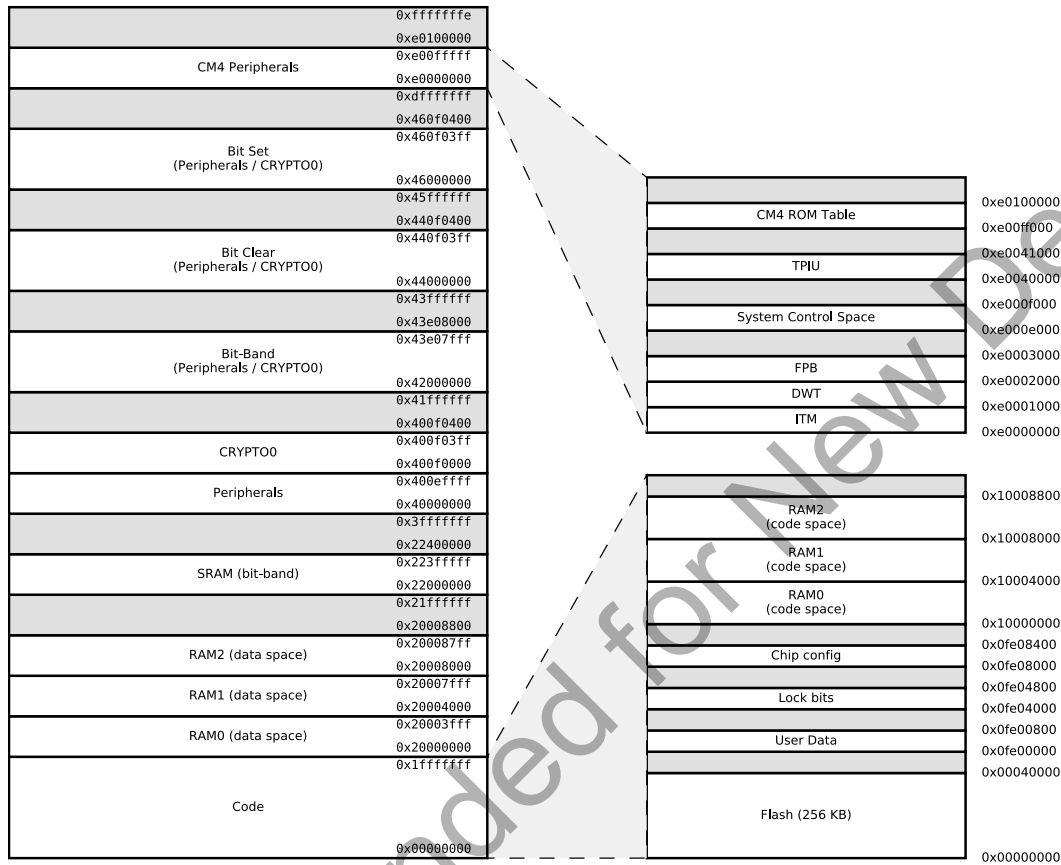 0xfffffffe
0xe0100000
0xe00fffff
CM4 Peripherals
0xe0000000
0xdfffffff
0x460f0400
0x460f03ff
Bit Set
(Peripherals / CRYPTO0)
0x46000000
0x45ffffff
0x440f0400
0x440f03ff
Bit Clear
(Peripherals / CRYPTO0)
0x44000000
0x43ffffff
0x43e08000
0x43e07fff
Bit-Band
(Peripherals / CRYPTO0)
0x42000000
0x41ffffff
0x400f0400
0x400f03ff
CRYPTO0
0x400f0000
0x400effff
Peripherals
0x40000000
0x3fffffff
0x22400000
0x223fffff
SRAM (bit-band)
0x22000000
0x21ffffff
0x20008800
0x200087ff
RAM2 (data space)
0x20008000
0x20007fff
RAM1 (data space)
0x20004000
0x20003fff
RAM0 (data space)
0x20000000
0x1fffffff
Code
0x00000000
0xe0100000
CM4 ROM Table
0xe00ff000
0xe0041000
TPIU
0xe0040000
0xe000f000
System Control Space
0xe000e000
0xe0003000
FPB
0xe0002000
DWT
0xe0001000
ITM
0xe0000000
0x10008800
RAM2
(code space)
0x10008000
RAM1
(code space)
0x10004000
RAM0
(code space)
0x10000000
0x0fe08400
Chip config
0x0fe08000
0x0fe04800
Lock bits
0x0fe04000
0x0fe00800
User Data
0x0fe00000
0x00040000
Flash (256 KB)
0x00000000
for New